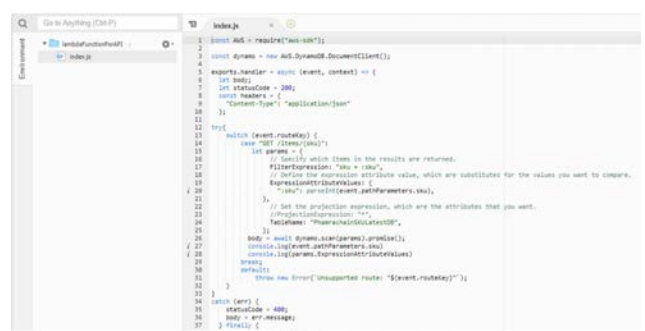 Go to Anything (Ctrl-P)
index.js
Environment
lambdaFunctionForAPI
index.js
1 const AWS = require("aws-sdk");
2
3 const dynamo = new AWS.DynamoDB.DocumentClient();
4
5 exports.handler = async (event, context) => {
6 let body;
7 let statusCode = 200;
8 const headers = {
9 "Content-Type": "application/json"
10 };
11
12 try{
13 switch (event.routeKey) {
14 case "GET /items/{sku}":
15 let params = {
16 // Specify which items in the results are returned.
17 FilterExpression: "sku = :sku",
18 // Define the expression attribute value, which are substitutes for the values you want to compare.
19 ExpressionAttributeValues: {
20 ":sku": parseInt(event.pathParameters.sku),
21 },
22 // Set the projection expression, which are the attributes that you want.
23 //ProjectionExpression: "*",
24 TableName: "PhamrachainSKULatestDB",
25 };
26 body = await dynamo.scan(params).promise();
27 console.log(event.pathParameters.sku)
28 console.log(params.ExpressionAttributeValues)
29 break;
30 default:
31 throw new Error(`Unsupported route: "${event.routeKey}"`);
32 }
33 }
34 catch (err) {
35 statusCode = 400;
36 body = err.message;
37 } finally {